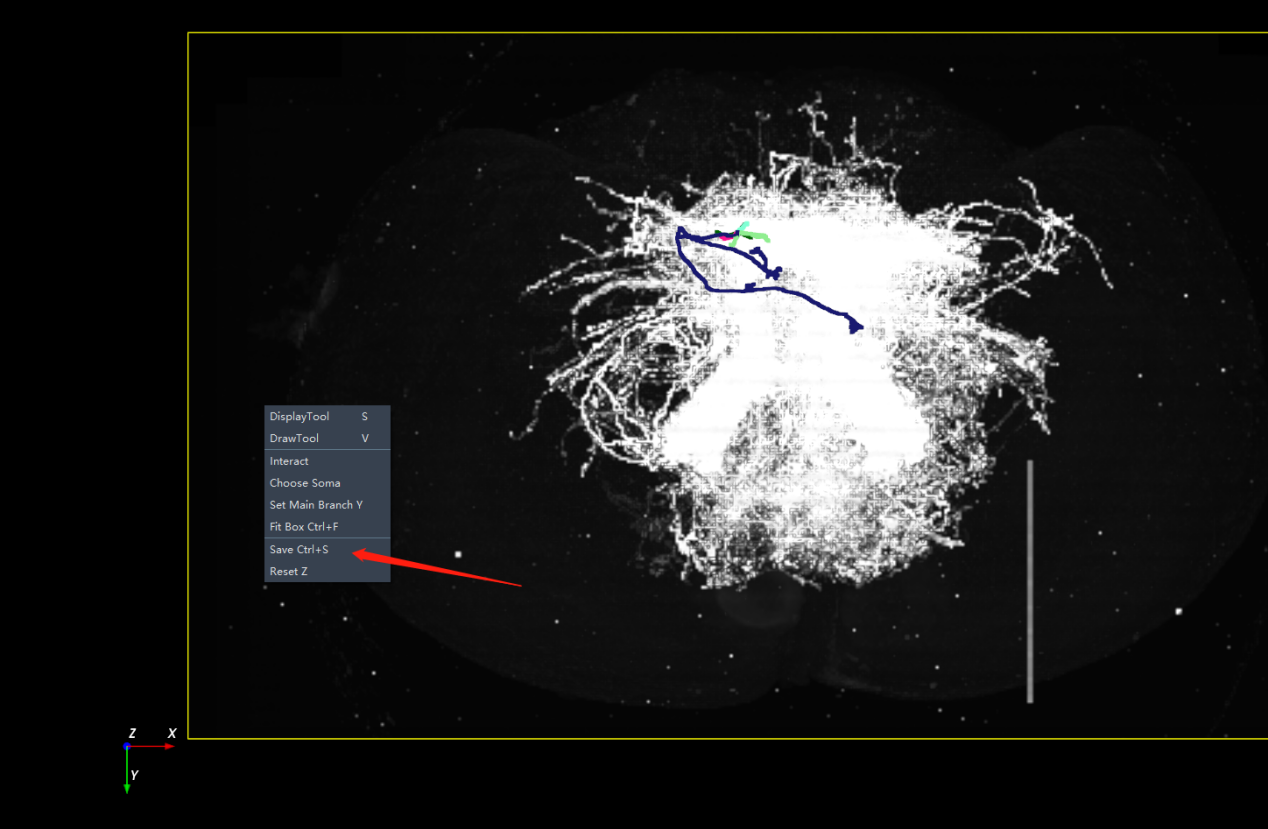 DisplayTool S
DrawTool V
Interact
Choose Soma
Set Main Branch Y
Fit Box Ctrl+F
Save Ctrl+S
Reset Z
Z X
Y